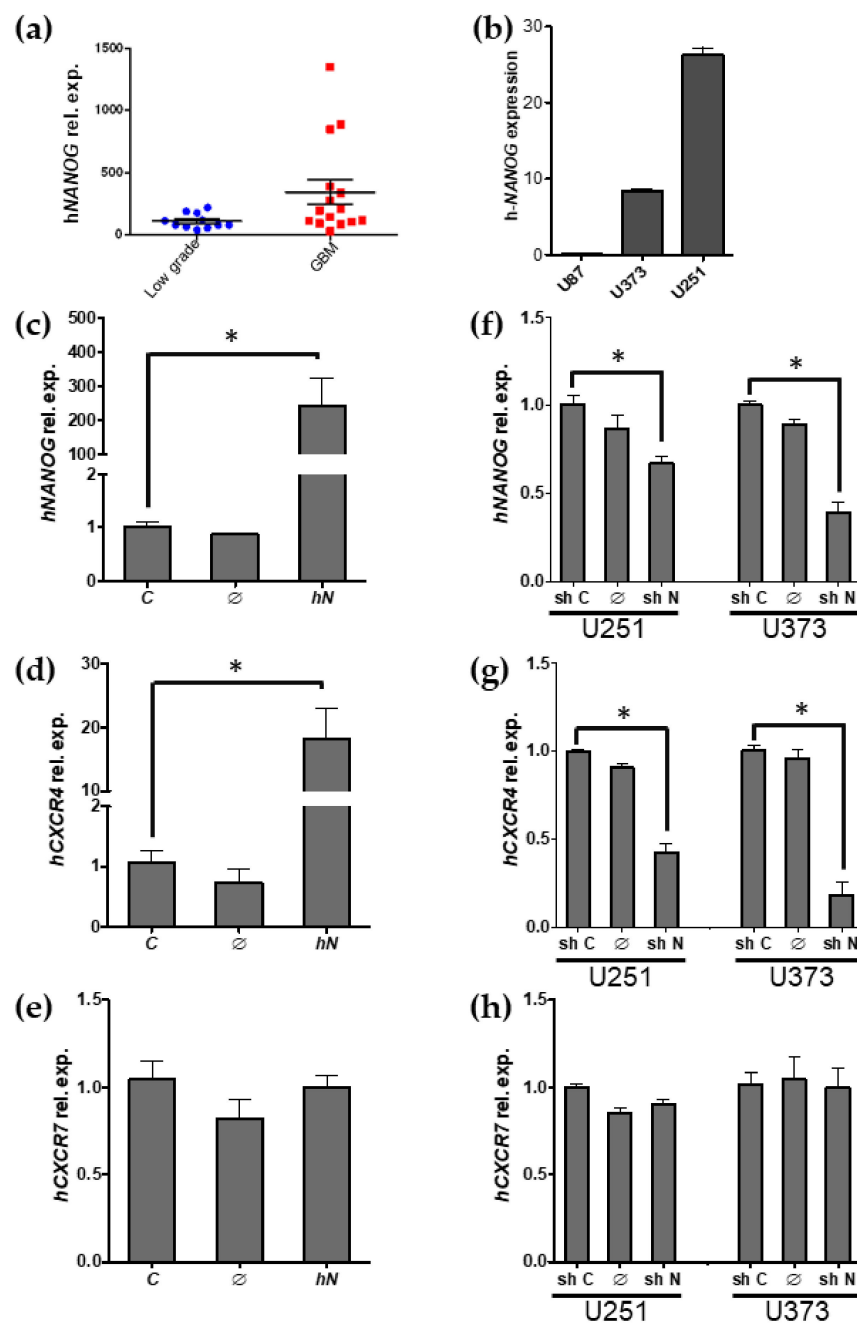 (a)
hNANOG rel. exp.
1500
1000
500
0
Low grade
GBM
(b)
h-NANOG expression
30
20
10
0
U87
U373
U251
(c)
hNANOG rel. exp.
500
400
300
200
100
2
1
0
*
C
∅
hN
(f)
hNANOG rel. exp.
1.5
1.0
0.5
0.0
*
*
sh C
∅
sh N
sh C
∅
sh N
U251
U373
(d)
hCXCR4 rel. exp.
30
20
10
2
1
0
*
C
∅
hN
(g)
hCXCR4 rel. exp.
1.5
1.0
0.5
0.0
*
*
sh C
∅
sh N
sh C
∅
sh N
U251
U373
(e)
hCXCR7 rel. exp.
1.5
1.0
0.5
0.0
C
∅
hN
(h)
hCXCR7 rel. exp.
1.5
1.0
0.5
0.0
sh C
∅
sh N
sh C
∅
sh N
U251
U373